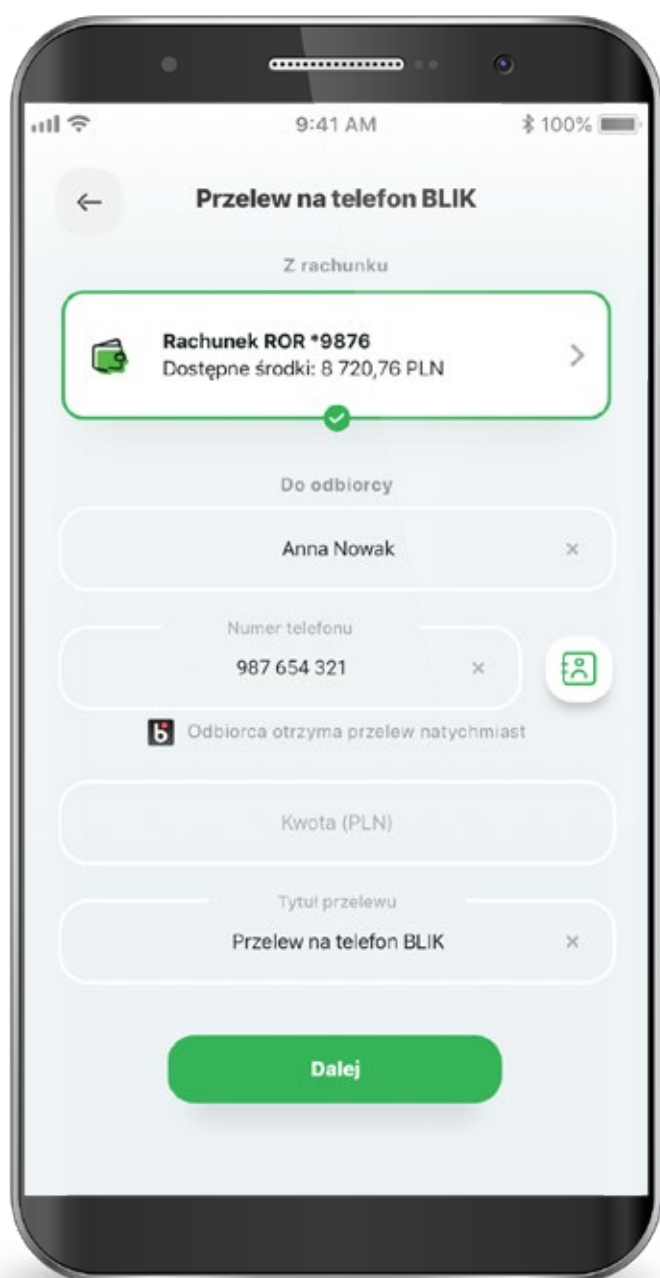 9:41 AM
100%
Przelew na telefon BLIK
Z rachunku
Rachunek ROR *9876
Dostępne środki: 8 720,76 PLN
Do odbiorcy
Anna Nowak
Numer telefonu
987 654 321
Odbiorca otrzyma przelew natychmiast
Kwota (PLN)
Tytuł przelewu
Przelew na telefon BLIK
Dalej